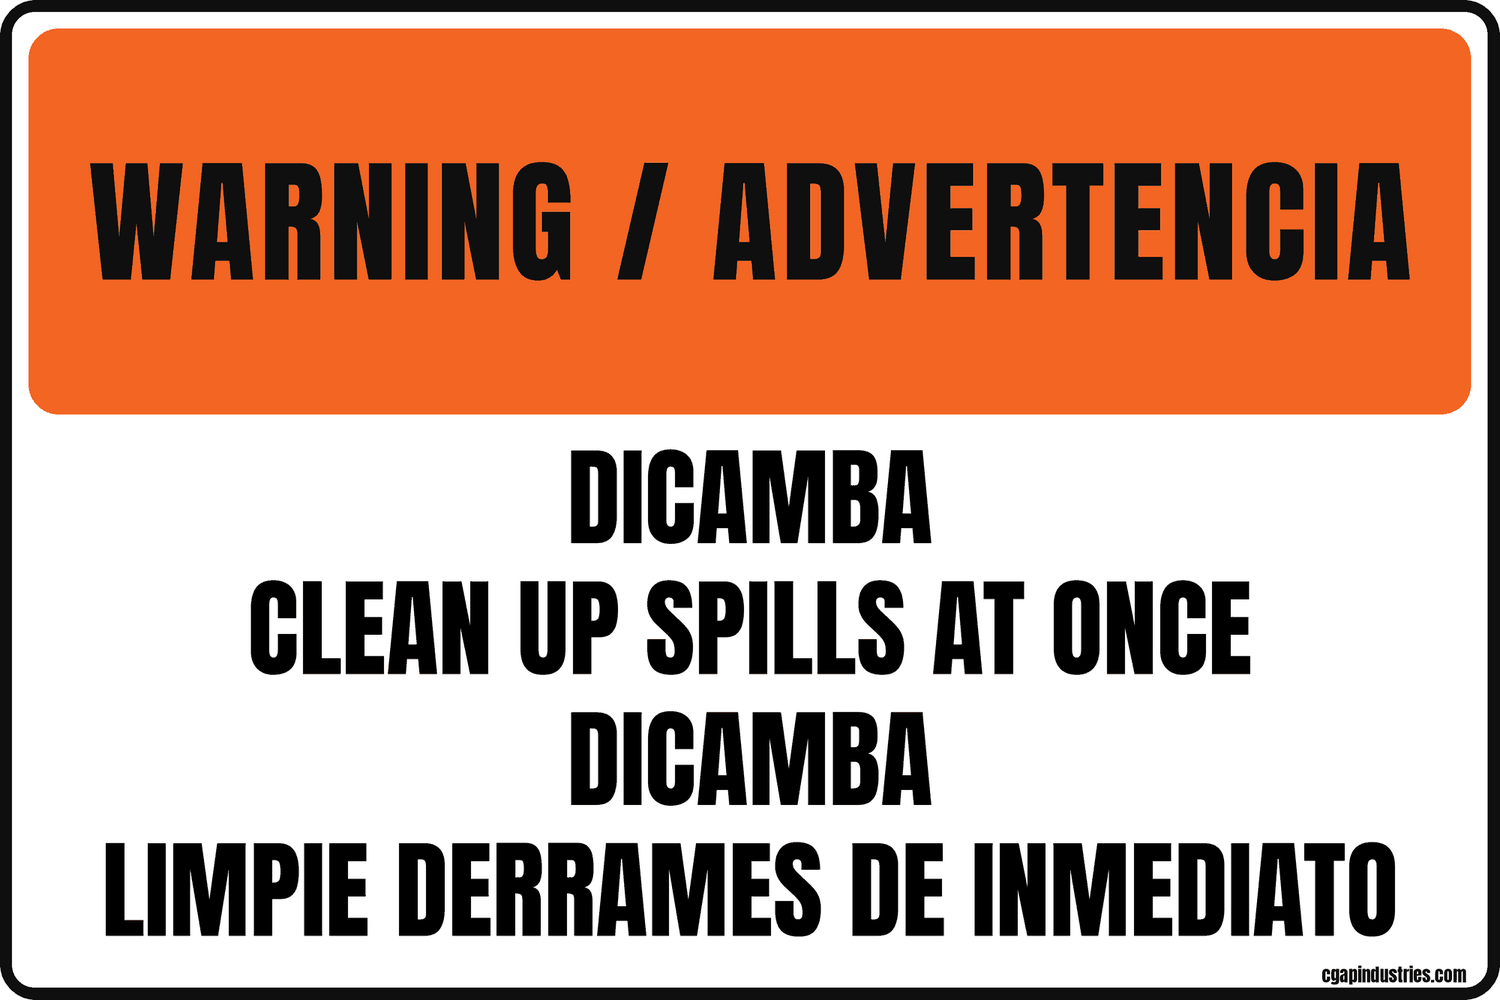 WARNING / ADVERTENCIA
DICAMBA
CLEAN UP SPILLS AT ONCE
DICAMBA
LIMPIE DERRAMES DE INMEDIATO
cgapindustries.com